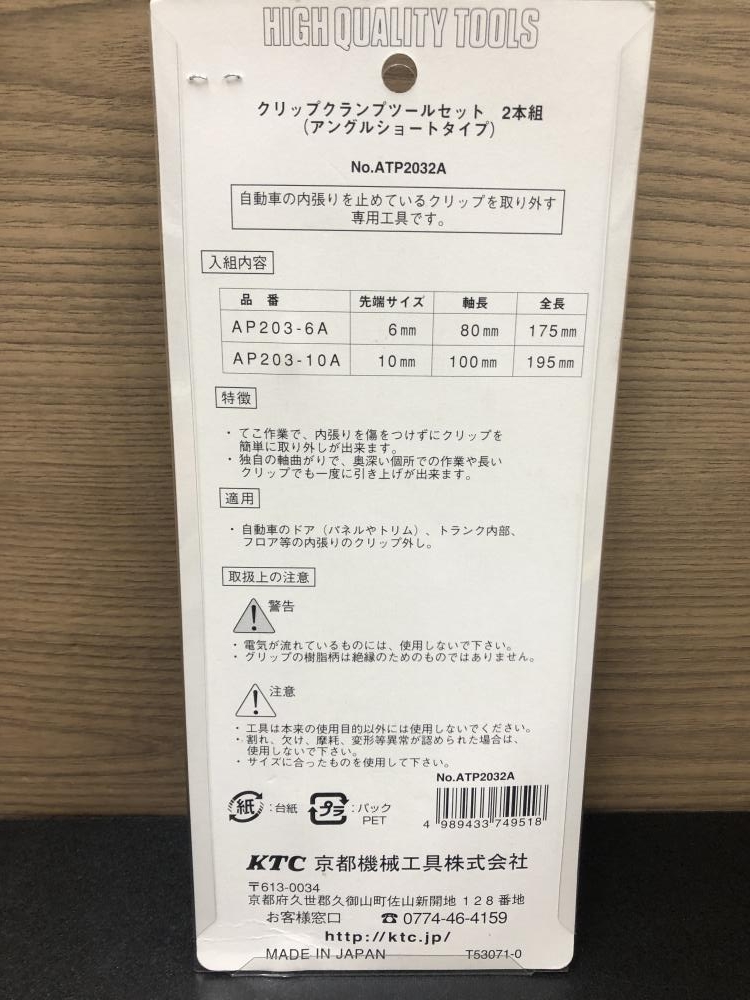 HIGH QUALITY TOOLS
クリップクランプツールセット 2本組
(アングルショートタイプ)
No.ATP2032A
自動車の内張りを止めているクリップを取り外す
専用工具です。
入組内容
品番 先端サイズ 軸長 全長
AP203-6A 6mm 80mm 175mm
AP203-10A 10mm 100mm 195mm
特徴
・てこ作業で、内張りを傷をつけずにクリップを
簡単に取り外しが出来ます。
・独自の軸曲がりで、奥深い個所での作業や長い
クリップでも一度に引き上げが出来ます。
適用
・自動車のドア(パネルやトリム)、トランク内部、
フロア等の内張りのクリップ外し。
取扱上の注意
警告
・電気が流れているものには、使用しないで下さい。
・グリップの樹脂柄は絶縁のためのものではありません。
注意
・工具は本来の使用目的以外には使用しないでください。
・割れ、欠け、摩耗、変形等異常が認められた場合は、
使用しないで下さい。
・サイズに合ったものを使用して下さい。
No.ATP2032A
紙:台紙 プラ:パック
PET
4 989433 749518
KTC 京都機械工具株式会社
〒613-0034
京都府久世郡久御山町佐山新開地128番地
お客様窓口 ☎0774-46-4159
http://ktc.jp/
MADE IN JAPAN T53071-0